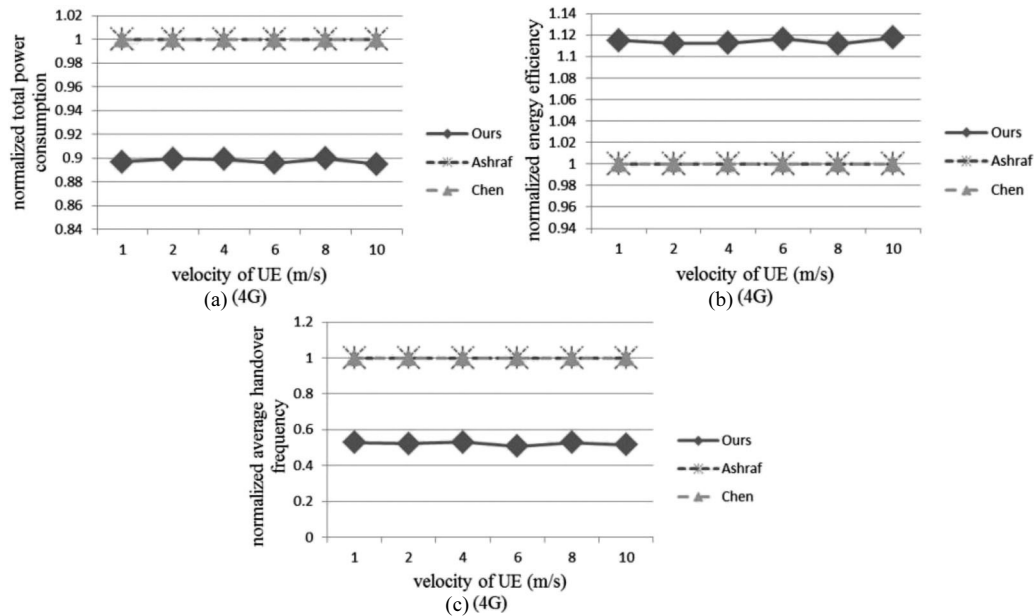 normalized total power
consumption
1.02
1
0.98
0.96
0.94
0.92
0.9
0.88
0.86
0.84
1 2 4 6 8 10
velocity of UE (m/s)
(a) (4G)
Ours
Ashraf
Chen
normalized energy efficiency
1.14
1.12
1.1
1.08
1.06
1.04
1.02
1
0.98
0.96
0.94
1 2 4 6 8 10
velocity of UE (m/s)
(b) (4G)
Ours
Ashraf
Chen
normalized average handover
frequency
1.2
1
0.8
0.6
0.4
0.2
0
1 2 4 6 8 10
velocity of UE (m/s)
(c) (4G)
Ours
Ashraf
Chen